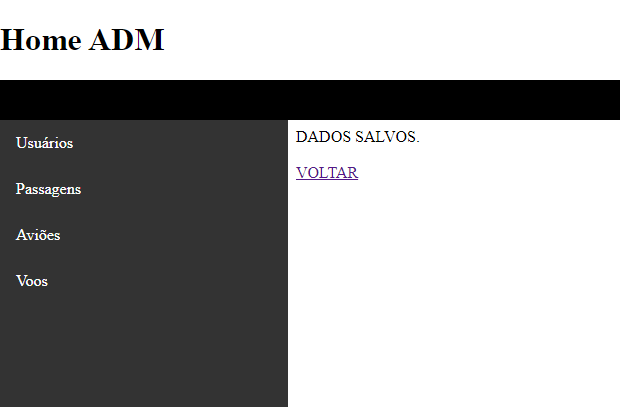 Home ADM
Usuários
Passagens
Aviões
Voos
DADOS SALVOS.
VOLTAR